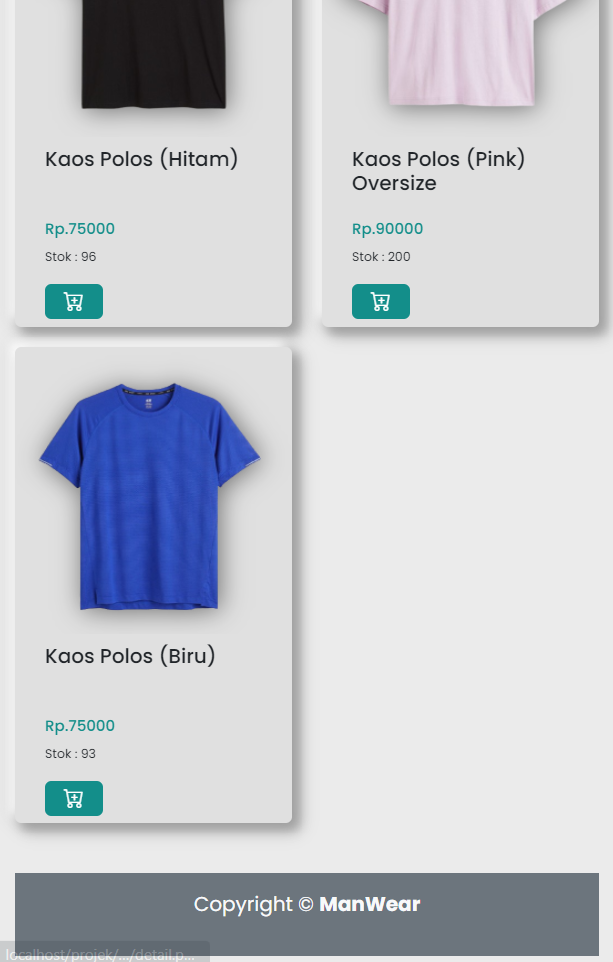 Kaos Polos (Hitam)
Rp.75000
Stok : 96
Kaos Polos (Pink)
Oversize
Rp.90000
Stok : 200
Kaos Polos (Biru)
Rp.75000
Stok : 93
Copyright © ManWear
localhost/projek/.../detail.p...